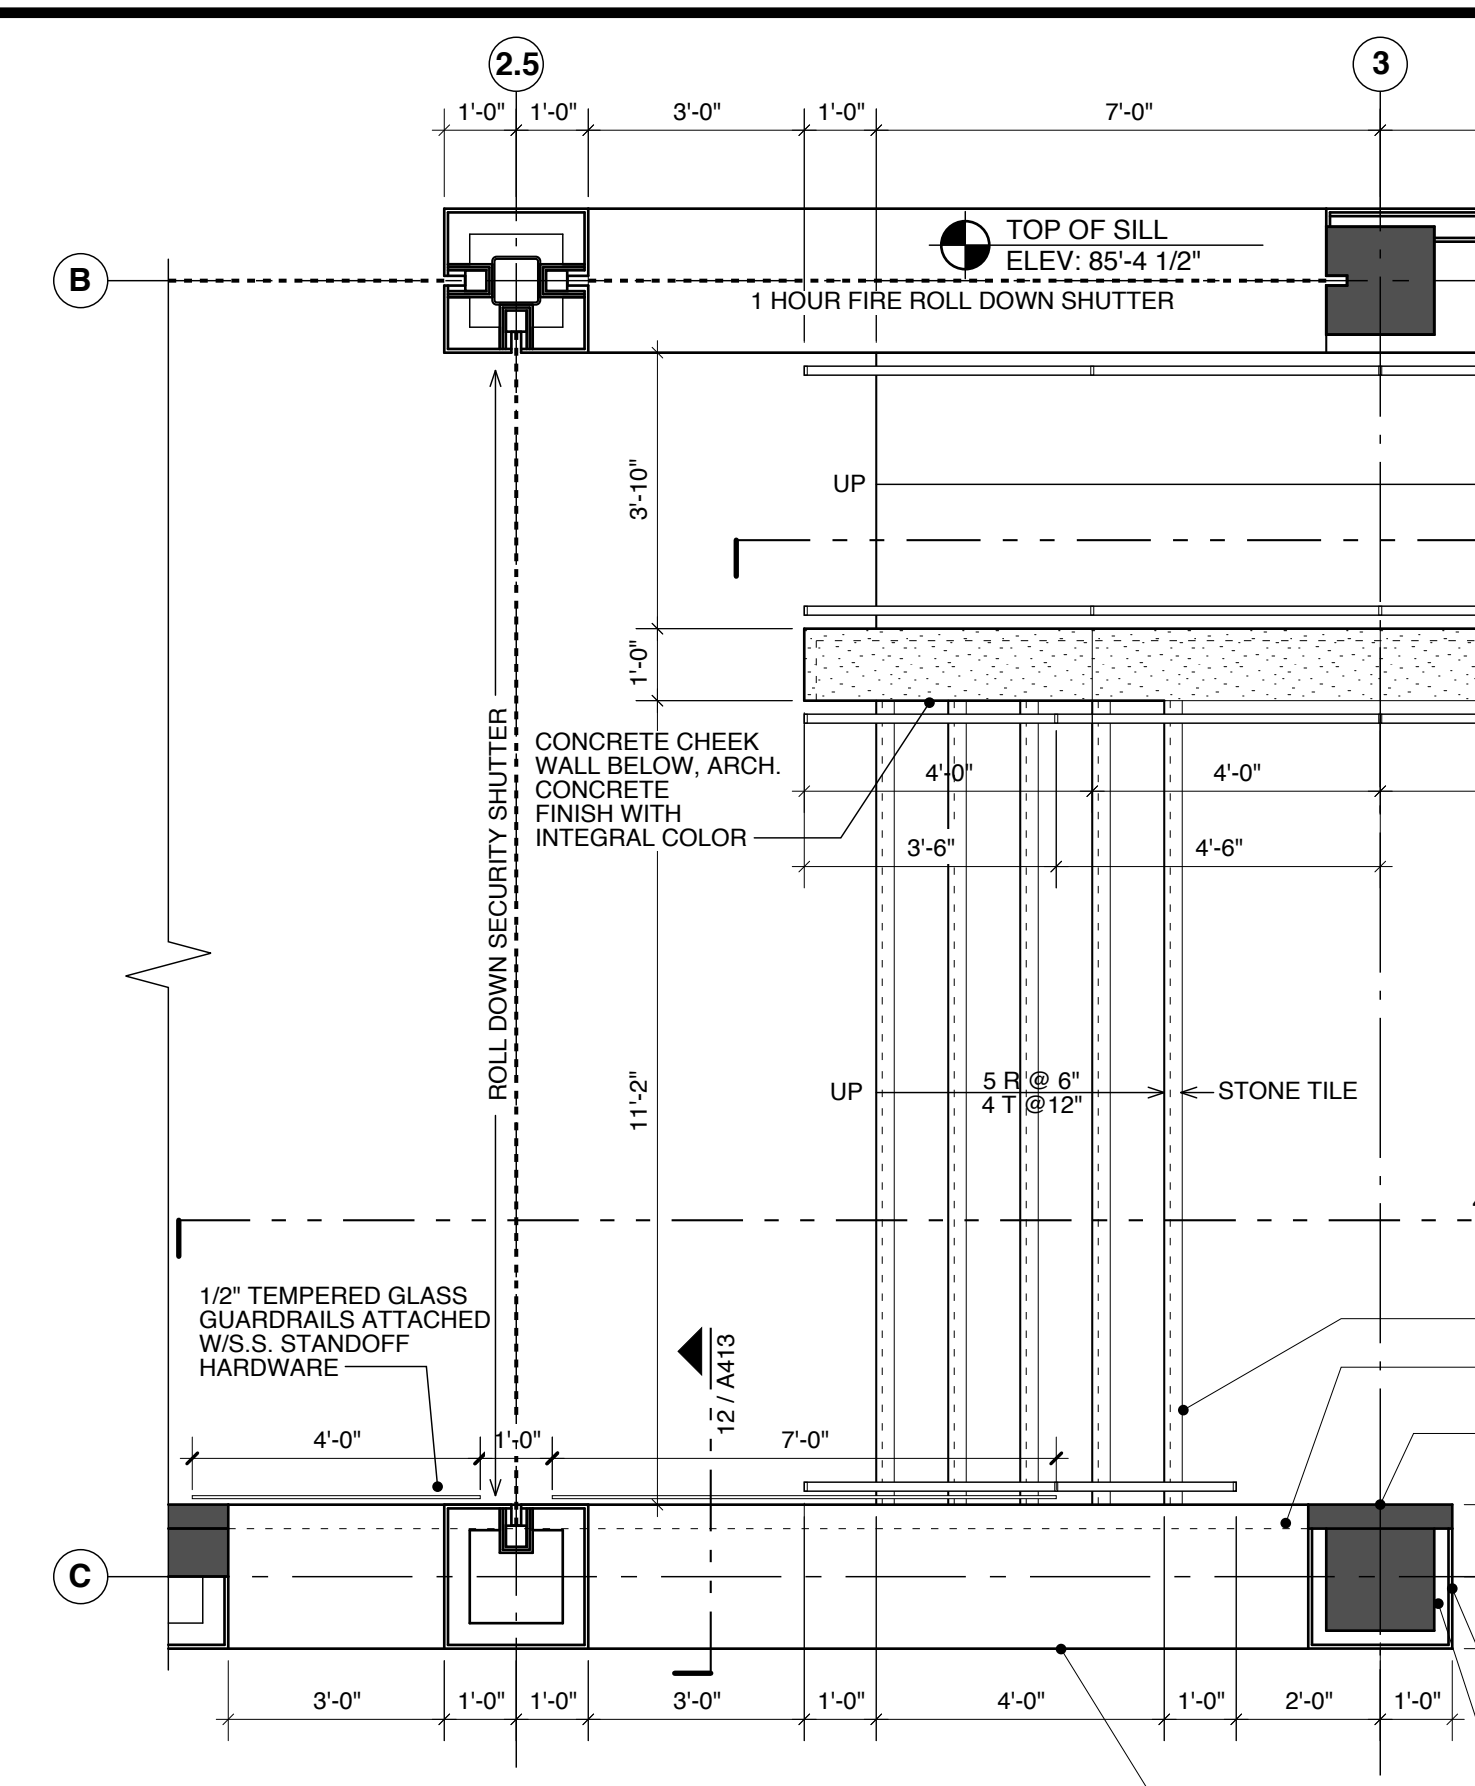 2.5
3
1'-0" 1'-0" 3'-0" 1'-0" 7'-0"
B
TOP OF SILL
ELEV: 85'-4 1/2"
1 HOUR FIRE ROLL DOWN SHUTTER
3'-10"
UP
1'-0"
ROLL DOWN SECURITY SHUTTER
CONCRETE CHEEK
WALL BELOW, ARCH.
CONCRETE
FINISH WITH
INTEGRAL COLOR
4'-0" 4'-0"
3'-6" 4'-6"
11'-2"
UP
5 R @ 6"
4 T @12"
STONE TILE
1/2" TEMPERED GLASS
GUARDRAILS ATTACHED
W/S.S. STANDOFF
HARDWARE
12 / A413
4'-0" 1'-0" 7'-0"
C
3'-0" 1'-0" 1'-0" 3'-0" 1'-0" 4'-0" 1'-0" 2'-0" 1'-0"